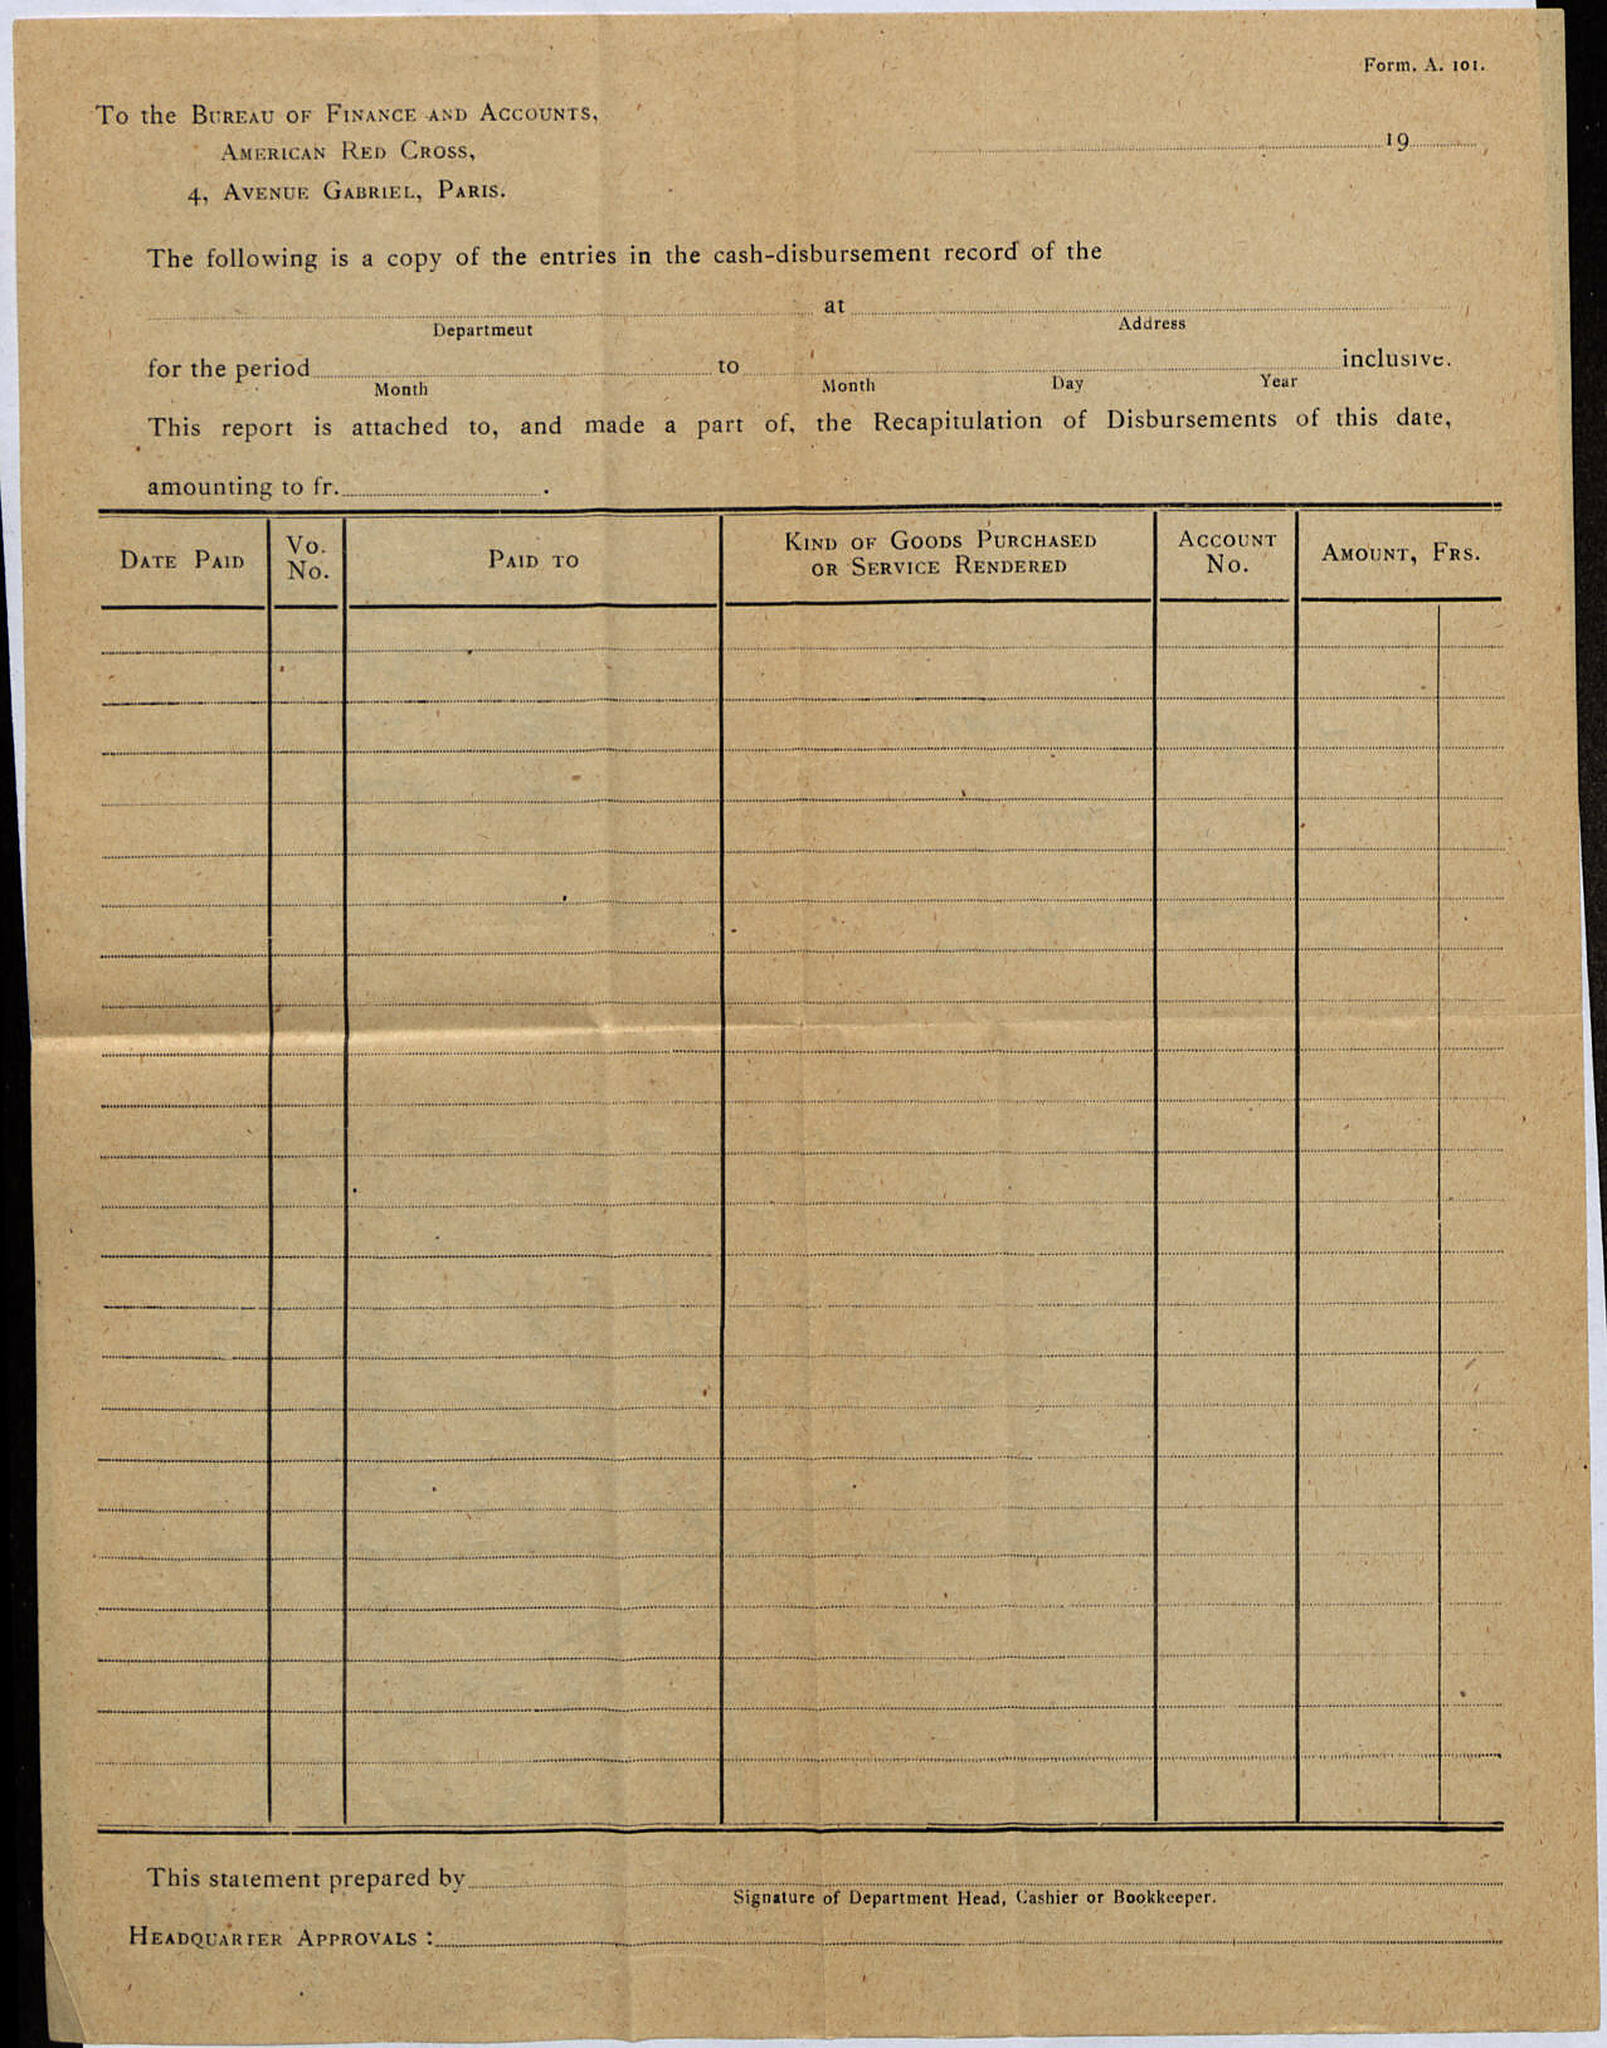 Form. A. 101.
To the BUREAU OF FINANCE AND ACCOUNTS,
AMERICAN RED CROSS,
19
4, AVENUE GABRIEL, PARIS.
The following is a copy of the entries in the cash-disbursement record of the
at
Departmeut Address
for the period to inclusive.
Month Month Day Year
This report is attached to, and made a part of, the Recapitulation of Disbursements of this date,
amounting to fr. .
DATE PAID
VO. NO.
PAID TO
KIND OF GOODS PURCHASED
OR SERVICE RENDERED
ACCOUNT
NO.
AMOUNT, FRS.
This statement prepared by
Signature of Department Head, Cashier or Bookkeeper.
HEADQUARTER APPROVALS :